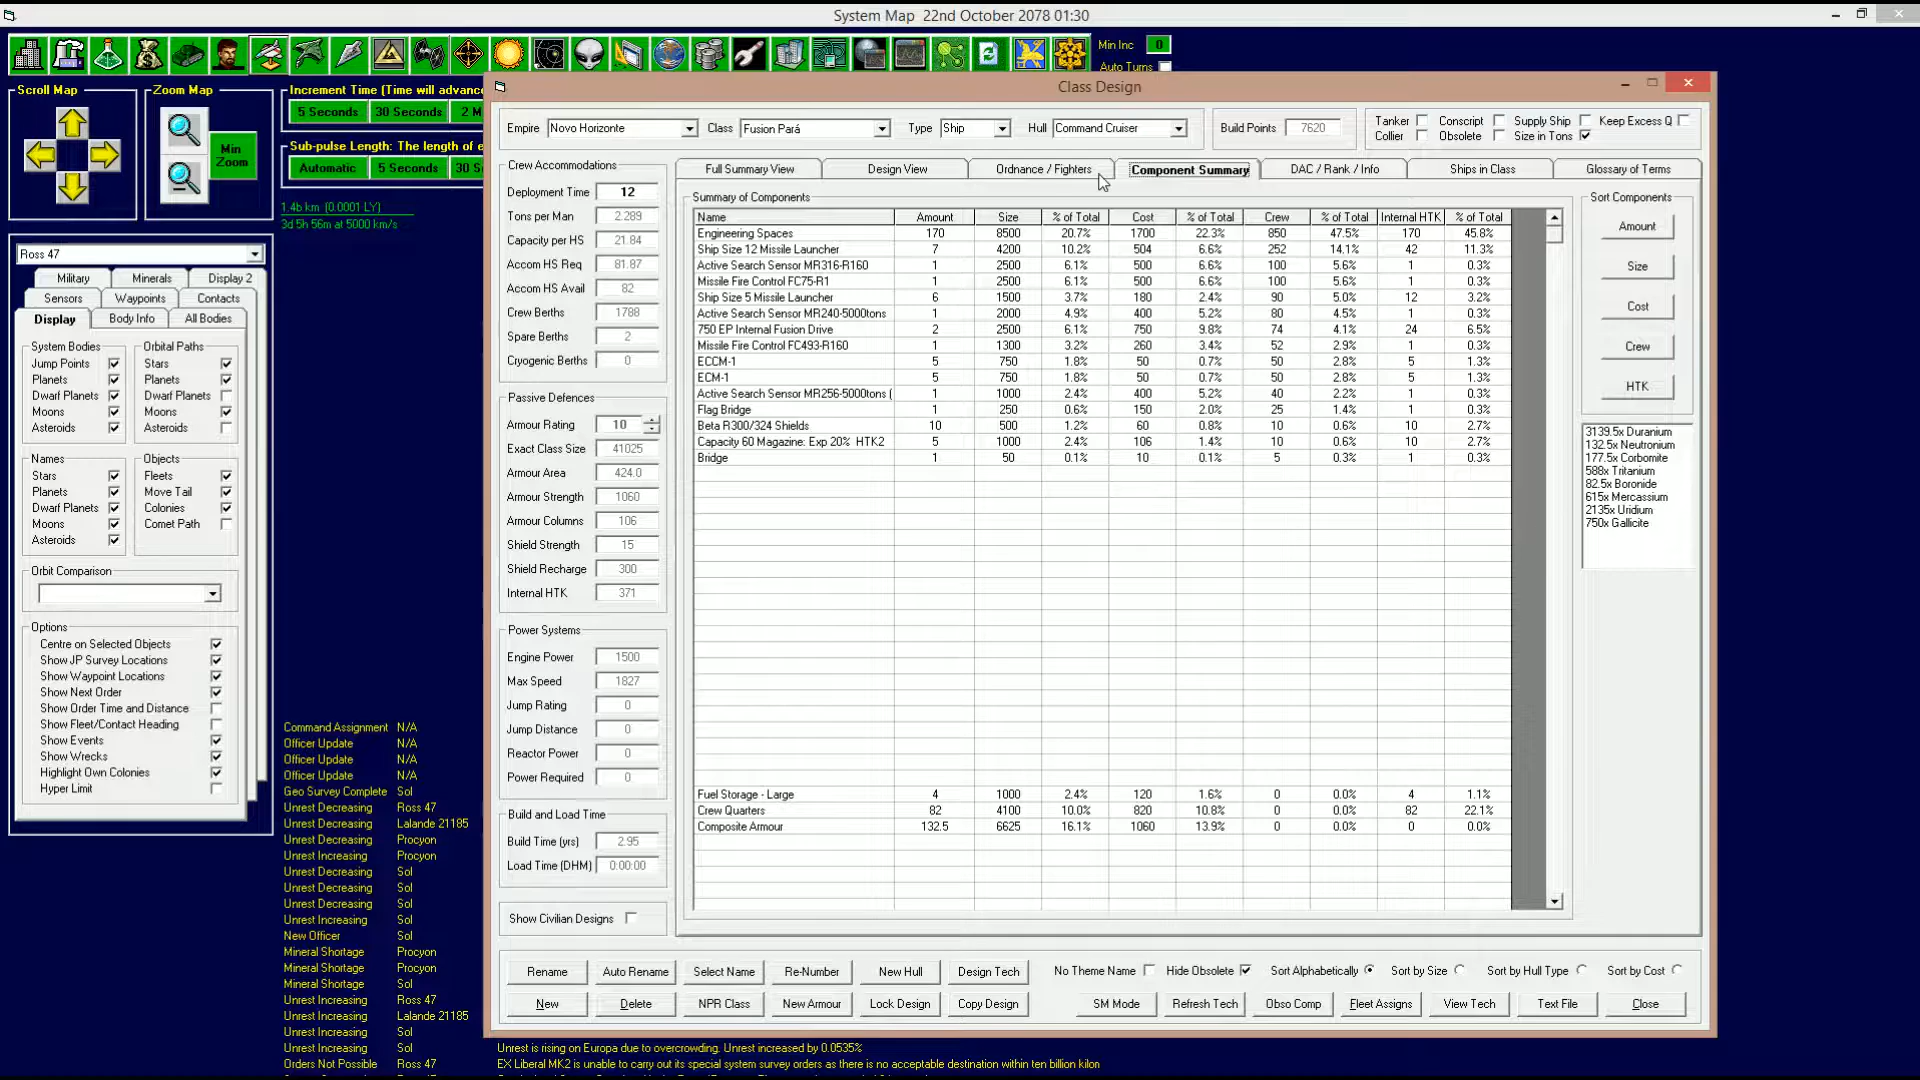 System Map 22nd October 2078 01:30
Min Inc 0
Auto Turns
Scroll Map
Zoom Map
Min Zoom
Increment Time (Time will advanc
5 Seconds 30 Seconds 2 M
Sub-pulse Length: The length of e
Automatic 5 Seconds 30 S
1.4b km (0.0001 LY)
3d 5h 56m at 5000 km/s
Ross 47
Military Minerals Display 2
Sensors Waypoints Contacts
Display Body Info All Bodies
System Bodies
Jump Points
Planets
Dwarf Planets
Moons
Asteroids
Orbital Paths
Stars
Planets
Dwarf Planets
Moons
Asteroids
Names
Stars
Planets
Dwarf Planets
Moons
Asteroids
Objects
Fleets
Move Tail
Colonies
Comet Path
Orbit Comparison
Options
Centre on Selected Objects
Show JP Survey Locations
Show Waypoint Locations
Show Next Order
Show Order Time and Distance
Show Fleet/Contact Heading
Show Events
Show Wrecks
Highlight Own Colonies
Hyper Limit
Command Assignment N/A
Officer Update N/A
Officer Update N/A
Officer Update N/A
Geo Survey Complete Sol
Unrest Decreasing Ross 47
Unrest Decreasing Lalande 21185
Unrest Decreasing Procyon
Unrest Increasing Procyon
Unrest Decreasing Sol
Unrest Decreasing Sol
Unrest Decreasing Sol
Unrest Increasing Sol
New Officer Sol
Mineral Shortage Procyon
Mineral Shortage Procyon
Mineral Shortage Sol
Unrest Increasing Ross 47
Unrest Increasing Lalande 21185
Unrest Increasing Sol
Unrest Increasing Sol Unrest is rising on Europa due to overcrowding. Unrest increased by 0.0535%
Orders Not Possible Ross 47 EX Liberal MK2 is unable to carry out its special system survey orders as there is no acceptable destination within ten billion kilon
Class Design
Empire Novo Horizonte Class Fusion Pará Type Ship Hull Command Cruiser Build Points 7620
Tanker Conscript Supply Ship Keep Excess Q
Collier Obsolete Size in Tons
Crew Accommodations
Deployment Time 12
Tons per Man 2.289
Capacity per HS 21.84
Accom HS Req 81.87
Accom HS Avail 82
Crew Berths 1788
Spare Berths 2
Cryogenic Berths 0
Passive Defences
Armour Rating 10
Exact Class Size 41025
Armour Area 424.0
Armour Strength 1060
Armour Columns 106
Shield Strength 15
Shield Recharge 300
Internal HTK 371
Power Systems
Engine Power 1500
Max Speed 1827
Jump Rating 0
Jump Distance 0
Reactor Power 0
Power Required 0
Build and Load Time
Build Time (yrs) 2.95
Load Time (DHM) 0:00:00
Show Civilian Designs
Full Summary View Design View Ordnance / Fighters Component Summary DAC / Rank / Info Ships in Class Glossary of Terms
Summary of Components
Name Amount Size % of Total Cost % of Total Crew % of Total Internal HTK % of Total
Engineering Spaces 170 8500 20.7% 1700 22.3% 850 47.5% 170 45.8%
Ship Size 12 Missile Launcher 7 4200 10.2% 504 6.6% 252 14.1% 42 11.3%
Active Search Sensor MR316-R160 1 2500 6.1% 500 6.6% 100 5.6% 1 0.3%
Missile Fire Control FC75-R1 1 2500 6.1% 500 6.6% 100 5.6% 1 0.3%
Ship Size 5 Missile Launcher 6 1500 3.7% 180 2.4% 90 5.0% 12 3.2%
Active Search Sensor MR240-5000tons 1 2000 4.9% 400 5.2% 80 4.5% 1 0.3%
750 EP Internal Fusion Drive 2 2500 6.1% 750 9.8% 74 4.1% 24 6.5%
Missile Fire Control FC493-R160 1 1300 3.2% 260 3.4% 52 2.9% 1 0.3%
ECCM-1 5 750 1.8% 50 0.7% 50 2.8% 5 1.3%
ECM-1 5 750 1.8% 50 0.7% 50 2.8% 5 1.3%
Active Search Sensor MR256-5000tons ( 1 1000 2.4% 400 5.2% 40 2.2% 1 0.3%
Flag Bridge 1 250 0.6% 150 2.0% 25 1.4% 1 0.3%
Beta R300/324 Shields 10 500 1.2% 60 0.8% 10 0.6% 10 2.7%
Capacity 60 Magazine: Exp 20% HTK2 5 1000 2.4% 106 1.4% 10 0.6% 10 2.7%
Bridge 1 50 0.1% 10 0.1% 5 0.3% 1 0.3%
Fuel Storage - Large 4 1000 2.4% 120 1.6% 0 0.0% 4 1.1%
Crew Quarters 82 4100 10.0% 820 10.8% 0 0.0% 82 22.1%
Composite Armour 132.5 6625 16.1% 1060 13.9% 0 0.0% 0 0.0%
Sort Components
Amount
Size
Cost
Crew
HTK
3139.5x Duranium
132.5x Neutronium
177.5x Corbomite
588x Tritanium
82.5x Boronide
615x Mercassium
2135x Uridium
750x Gallicite
Rename Auto Rename Select Name Re-Number New Hull Design Tech No Theme Name Hide Obsolete Sort Alphabetically Sort by Size Sort by Hull Type Sort by Cost
New Delete NPR Class New Armour Lock Design Copy Design SM Mode Refresh Tech Obso Comp Fleet Assigns View Tech Text File Close